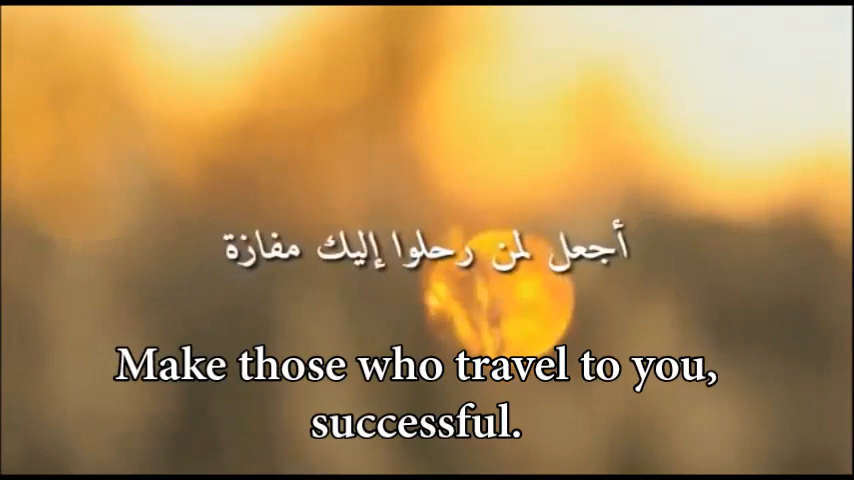 أجعل لمن رحلوا إليك مفازة
Make those who travel to you,
successful.